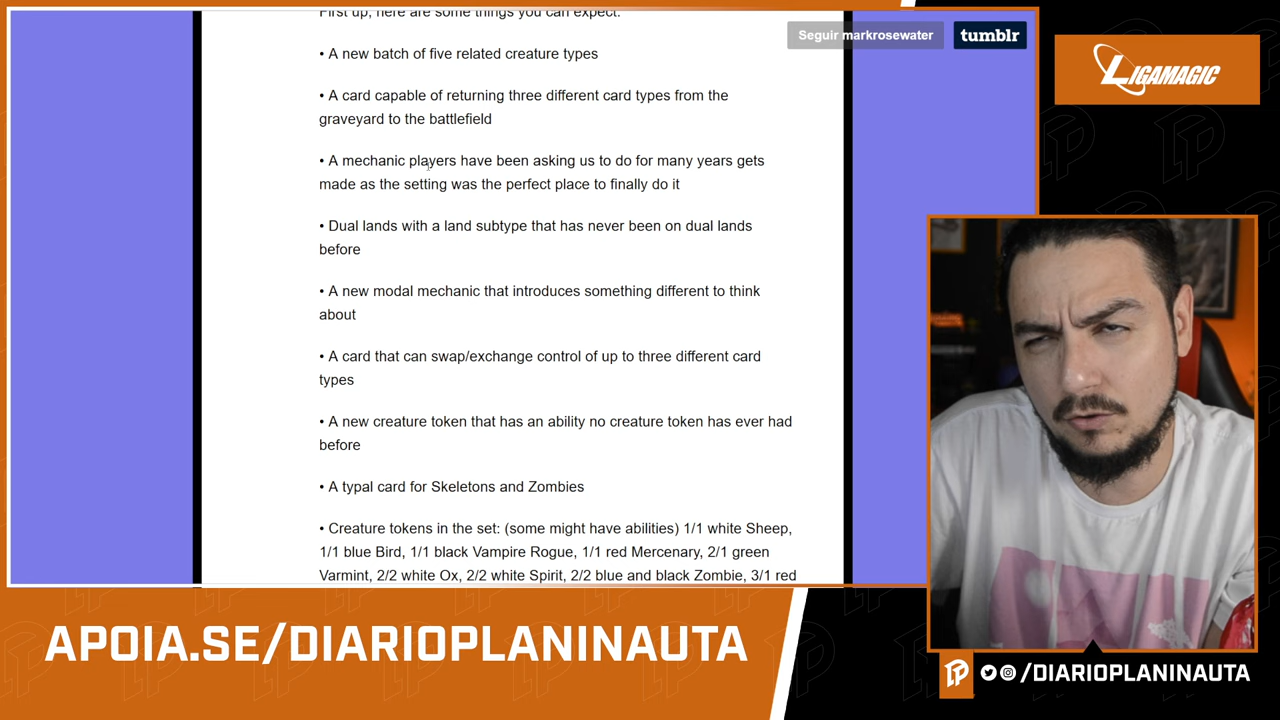 First up, here are some things you can expect:
Seguir markrosewater
tumblr
LIGAMAGIC
• A new batch of five related creature types
• A card capable of returning three different card types from the
graveyard to the battlefield
• A mechanic players have been asking us to do for many years gets
made as the setting was the perfect place to finally do it
• Dual lands with a land subtype that has never been on dual lands
before
• A new modal mechanic that introduces something different to think
about
• A card that can swap/exchange control of up to three different card
types
• A new creature token that has an ability no creature token has ever had
before
• A typal card for Skeletons and Zombies
• Creature tokens in the set: (some might have abilities) 1/1 white Sheep,
1/1 blue Bird, 1/1 black Vampire Rogue, 1/1 red Mercenary, 2/1 green
Varmint, 2/2 white Ox, 2/2 white Spirit, 2/2 blue and black Zombie, 3/1 red
APOIA.SE/DIARIOPLANINAUTA
/DIARIOPLANINAUTA